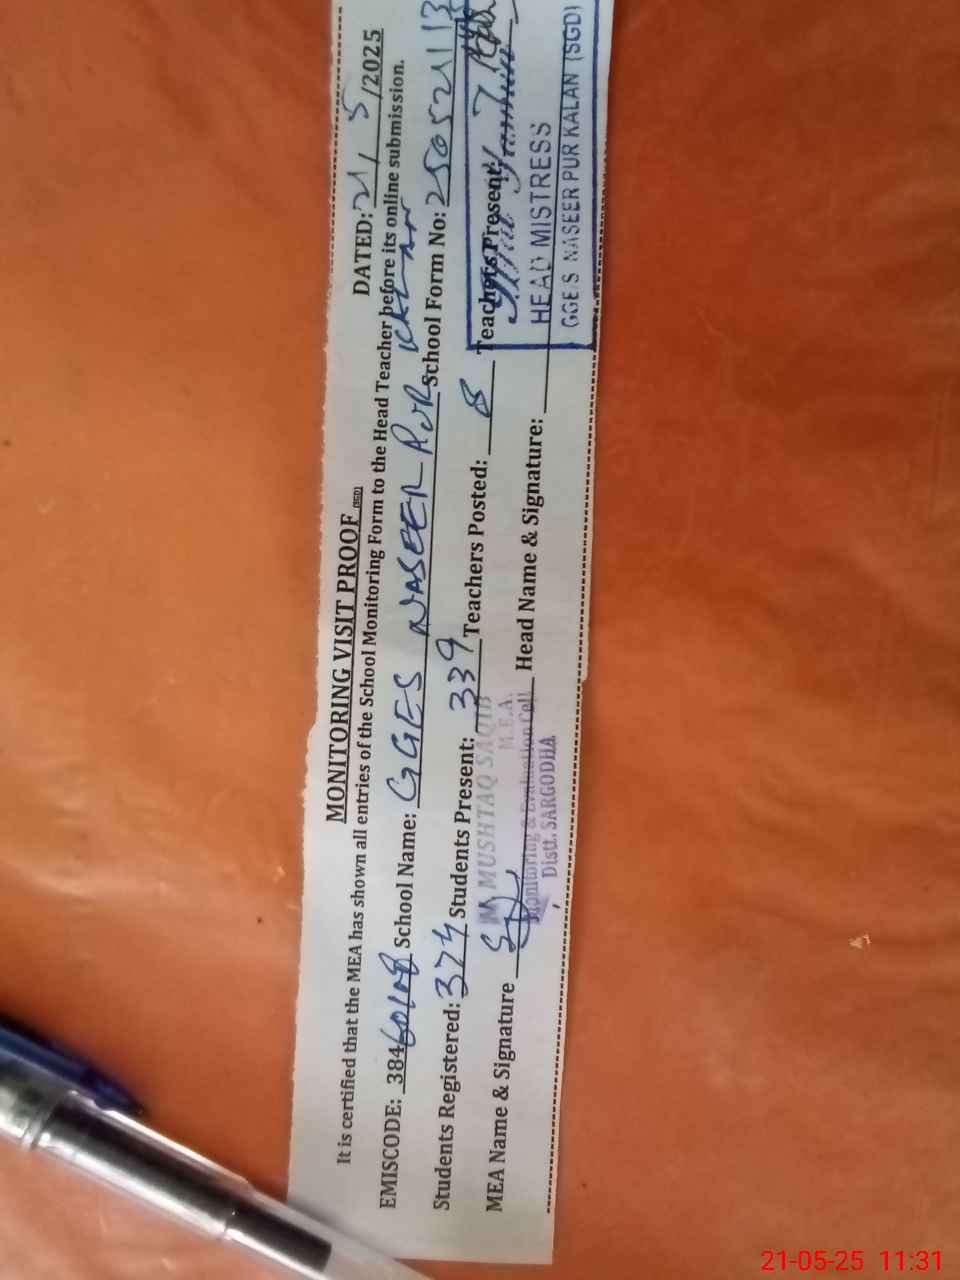 MONITORING VISIT PROOF (SGD)
DATED: 21/ 5 /2025
It is certified that the MEA has shown all entries of the School Monitoring Form to the Head Teacher before its online submission.
EMISCODE: 38460108 School Name: GGES NASEER PUR KALAN School Form No: 250521113
Students Registered: 374 Students Present: 339 Teachers Posted: 8 Teachers Present: 7
MEA Name & Signature Head Name & Signature:
M MUSHTAQ SAQIB
M.E.A.
Monitoring & Evaluation Cell
Distt. SARGODHA
HEAD MISTRESS
GGES NASEER PUR KALAN (SGD)
21-05-25 11:31